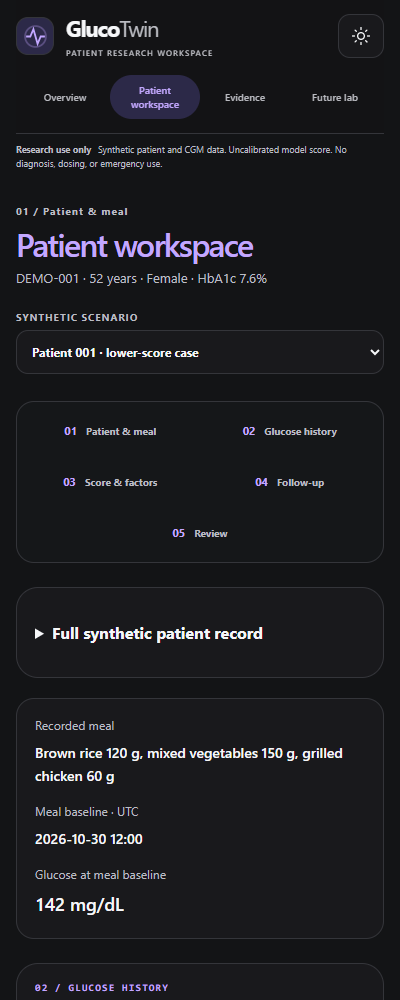 GlucoTwin
PATIENT RESEARCH WORKSPACE
Overview
Patient
workspace
Evidence
Future lab
Research use only Synthetic patient and CGM data. Uncalibrated model score. No
diagnosis, dosing, or emergency use.
01 / Patient & meal
Patient workspace
DEMO-001 · 52 years · Female · HbA1c 7.6%
SYNTHETIC SCENARIO
Patient 001 · lower-score case
01 Patient & meal
02 Glucose history
03 Score & factors
04 Follow-up
05 Review
Full synthetic patient record
Recorded meal
Brown rice 120 g, mixed vegetables 150 g, grilled
chicken 60 g
Meal baseline · UTC
2026-10-30 12:00
Glucose at meal baseline
142 mg/dL
02 / GLUCOSE HISTORY